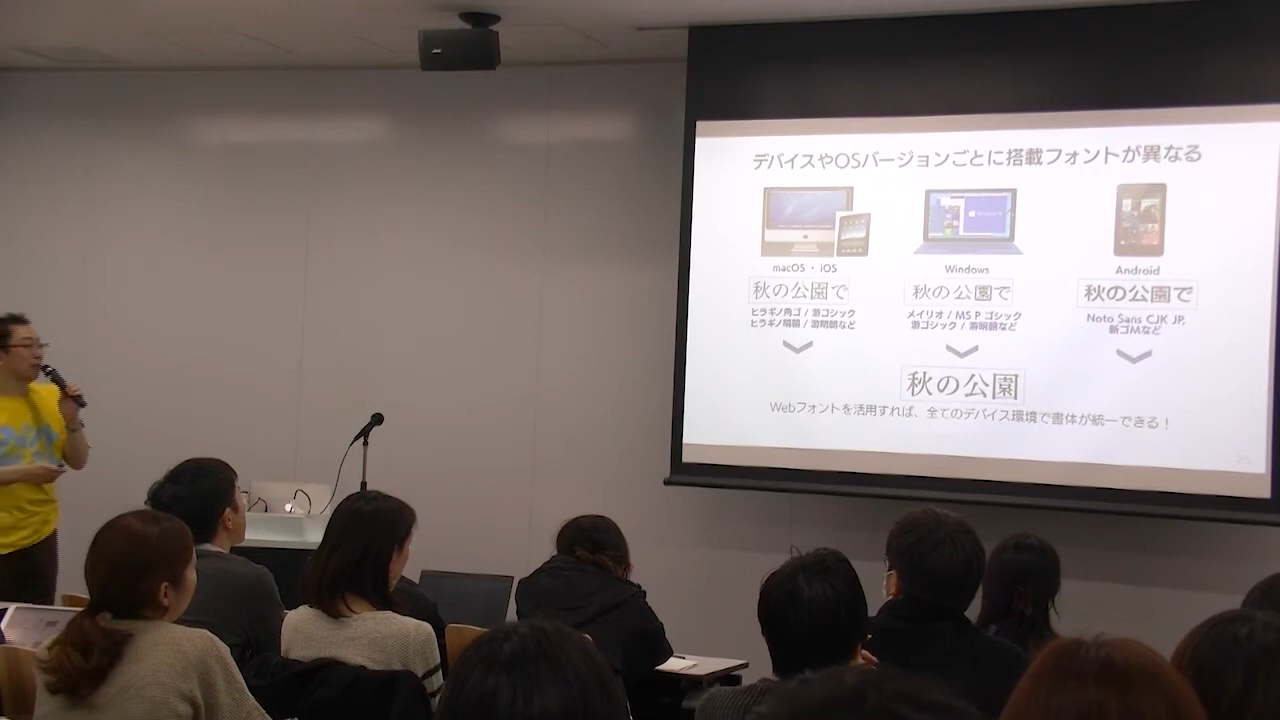 デバイスやOSバージョンごとに搭載フォントが異なる
macOS ・ iOS
秋の公園で
ヒラギノ角ゴ / 游ゴシック
ヒラギノ明朝 / 游明朝など
Windows
秋の公園で
メイリオ / MS P ゴシック
游ゴシック / 游明朝など
Android
秋の公園で
Noto Sans CJK JP,
新ゴMなど
秋の公園
Webフォントを活用すれば、全てのデバイス環境で書体が統一できる！
25